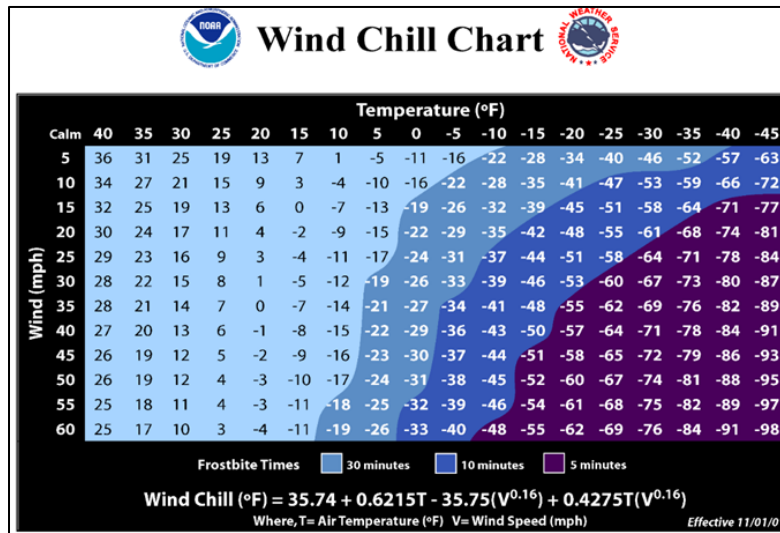 NOAA
Wind Chill Chart
NATIONAL WEATHER SERVICE
Temperature (ºF)
Calm 40 35 30 25 20 15 10 5 0 -5 -10 -15 -20 -25 -30 -35 -40 -45
5 36 31 25 19 13 7 1 -5 -11 -16 -22 -28 -34 -40 -46 -52 -57 -63
10 34 27 21 15 9 3 -4 -10 -16 -22 -28 -35 -41 -47 -53 -59 -66 -72
15 32 25 19 13 6 0 -7 -13 -19 -26 -32 -39 -45 -51 -58 -64 -71 -77
20 30 24 17 11 4 -2 -9 -15 -22 -29 -35 -42 -48 -55 -61 -68 -74 -81
25 29 23 16 9 3 -4 -11 -17 -24 -31 -37 -44 -51 -58 -64 -71 -78 -84
30 28 22 15 8 1 -5 -12 -19 -26 -33 -39 -46 -53 -60 -67 -73 -80 -87
35 28 21 14 7 0 -7 -14 -21 -27 -34 -41 -48 -55 -62 -69 -76 -82 -89
40 27 20 13 6 -1 -8 -15 -22 -29 -36 -43 -50 -57 -64 -71 -78 -84 -91
45 26 19 12 5 -2 -9 -16 -23 -30 -37 -44 -51 -58 -65 -72 -79 -86 -93
50 26 19 12 4 -3 -10 -17 -24 -31 -38 -45 -52 -60 -67 -74 -81 -88 -95
55 25 18 11 4 -3 -11 -18 -25 -32 -39 -46 -54 -61 -68 -75 -82 -89 -97
60 25 17 10 3 -4 -11 -19 -26 -33 -40 -48 -55 -62 -69 -76 -84 -91 -98
Wind (mph)
Frostbite Times 30 minutes 10 minutes 5 minutes
Wind Chill (ºF) = 35.74 + 0.6215T - 35.75(V0.16) + 0.4275T(V0.16)
Where, T= Air Temperature (ºF) V= Wind Speed (mph)
Effective 11/01/0